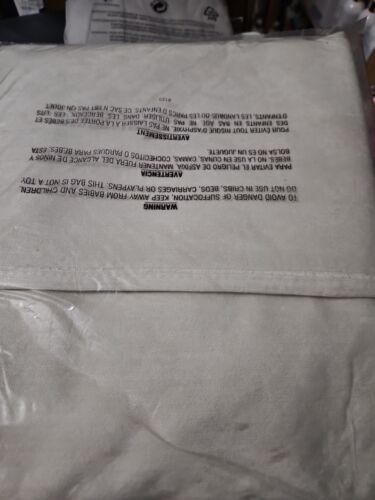 WARNING
TO AVOID DANGER OF SUFFOCATION, KEEP AWAY FROM BABIES AND CHILDREN.
DO NOT USE IN CRIBS, BEDS, CARRIAGES OR PLAYPENS. THIS BAG IS NOT A TOY.
AVERTENCIA
PARA EVITAR EL PELIGRO DE ASFIXIA, MANTENER FUERA DEL ALCANCE DE NINOS Y
BEBES. NO LA USE EN CUNAS, CAMAS, COCHECITOS O PARQUES PARA BEBES. ESTA
BOLSA NO ES UN JUGUETE.
AVERTISSEMENT
POUR EVITER TOUT RISQUE D'ASPHYXIE, NE PAS LAISSER A LA PORTEE DES BEBES ET
DES ENFANTS EN BAS AGE. NE PAS UTILISER DANS LES BERCEAUX, LES LITS
D'ENFANTS, LES LANDAUS OU LES PARCS D'ENFANTS. CE SAC N'EST PAS UN JOUET.